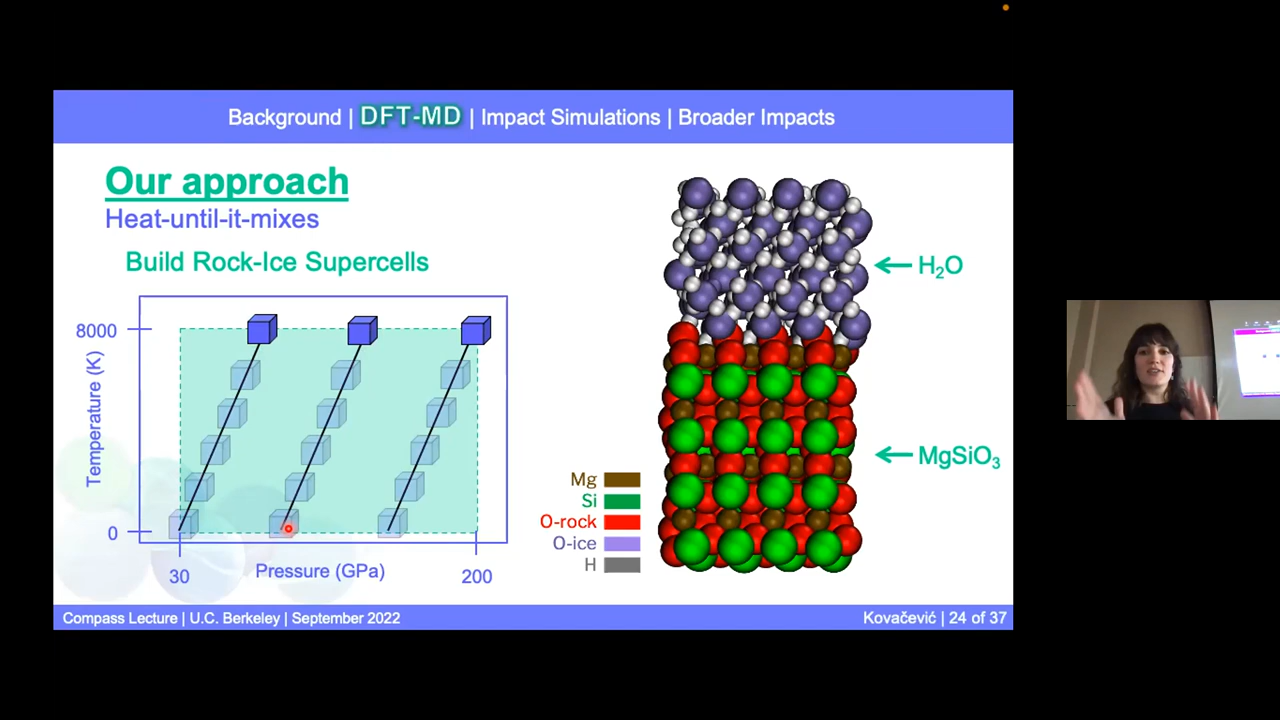 Background | DFT-MD | Impact Simulations | Broader Impacts
Our approach
Heat-until-it-mixes
Build Rock-Ice Supercells
8000
0
Temperature (K)
30
Pressure (GPa)
200
H₂O
MgSiO₃
Mg
Si
O-rock
O-ice
H
Compass Lecture | U.C. Berkeley | September 2022
Kovačević | 24 of 37